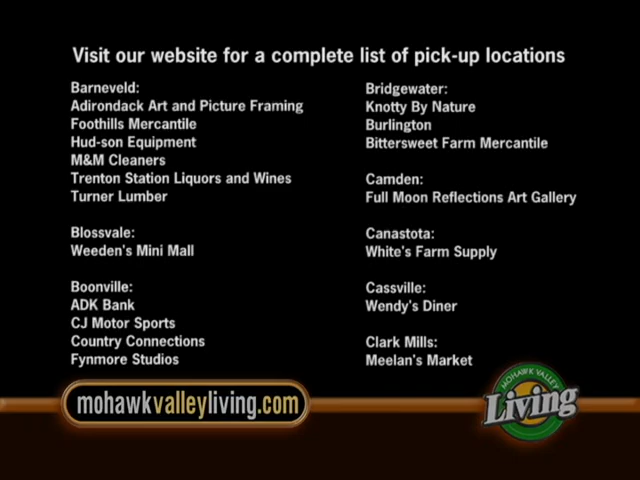 Visit our website for a complete list of pick-up locations
Barneveld:
Adirondack Art and Picture Framing
Foothills Mercantile
Hud-son Equipment
M&M Cleaners
Trenton Station Liquors and Wines
Turner Lumber
Blossvale:
Weeden's Mini Mall
Boonville:
ADK Bank
CJ Motor Sports
Country Connections
Fynmore Studios
Bridgewater:
Knotty By Nature
Burlington
Bittersweet Farm Mercantile
Camden:
Full Moon Reflections Art Gallery
Canastota:
White's Farm Supply
Cassville:
Wendy's Diner
Clark Mills:
Meelan's Market
mohawkvalleyliving.com
MOHAWK VALLEY
Living